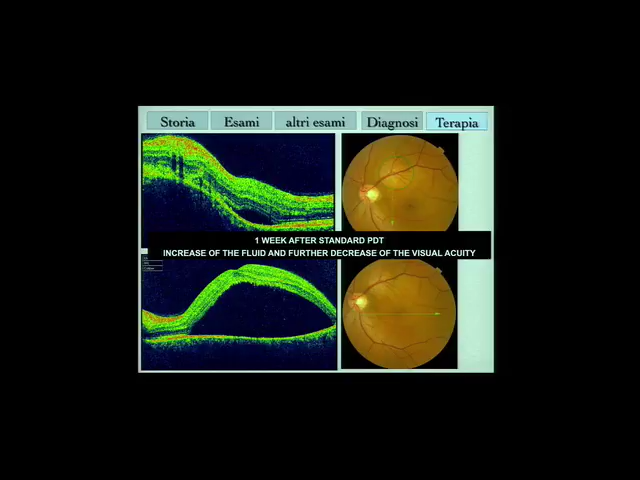 Storia Esami altri esami Diagnosi Terapia
1 WEEK AFTER STANDARD PDT
INCREASE OF THE FLUID AND FURTHER DECREASE OF THE VISUAL ACUITY